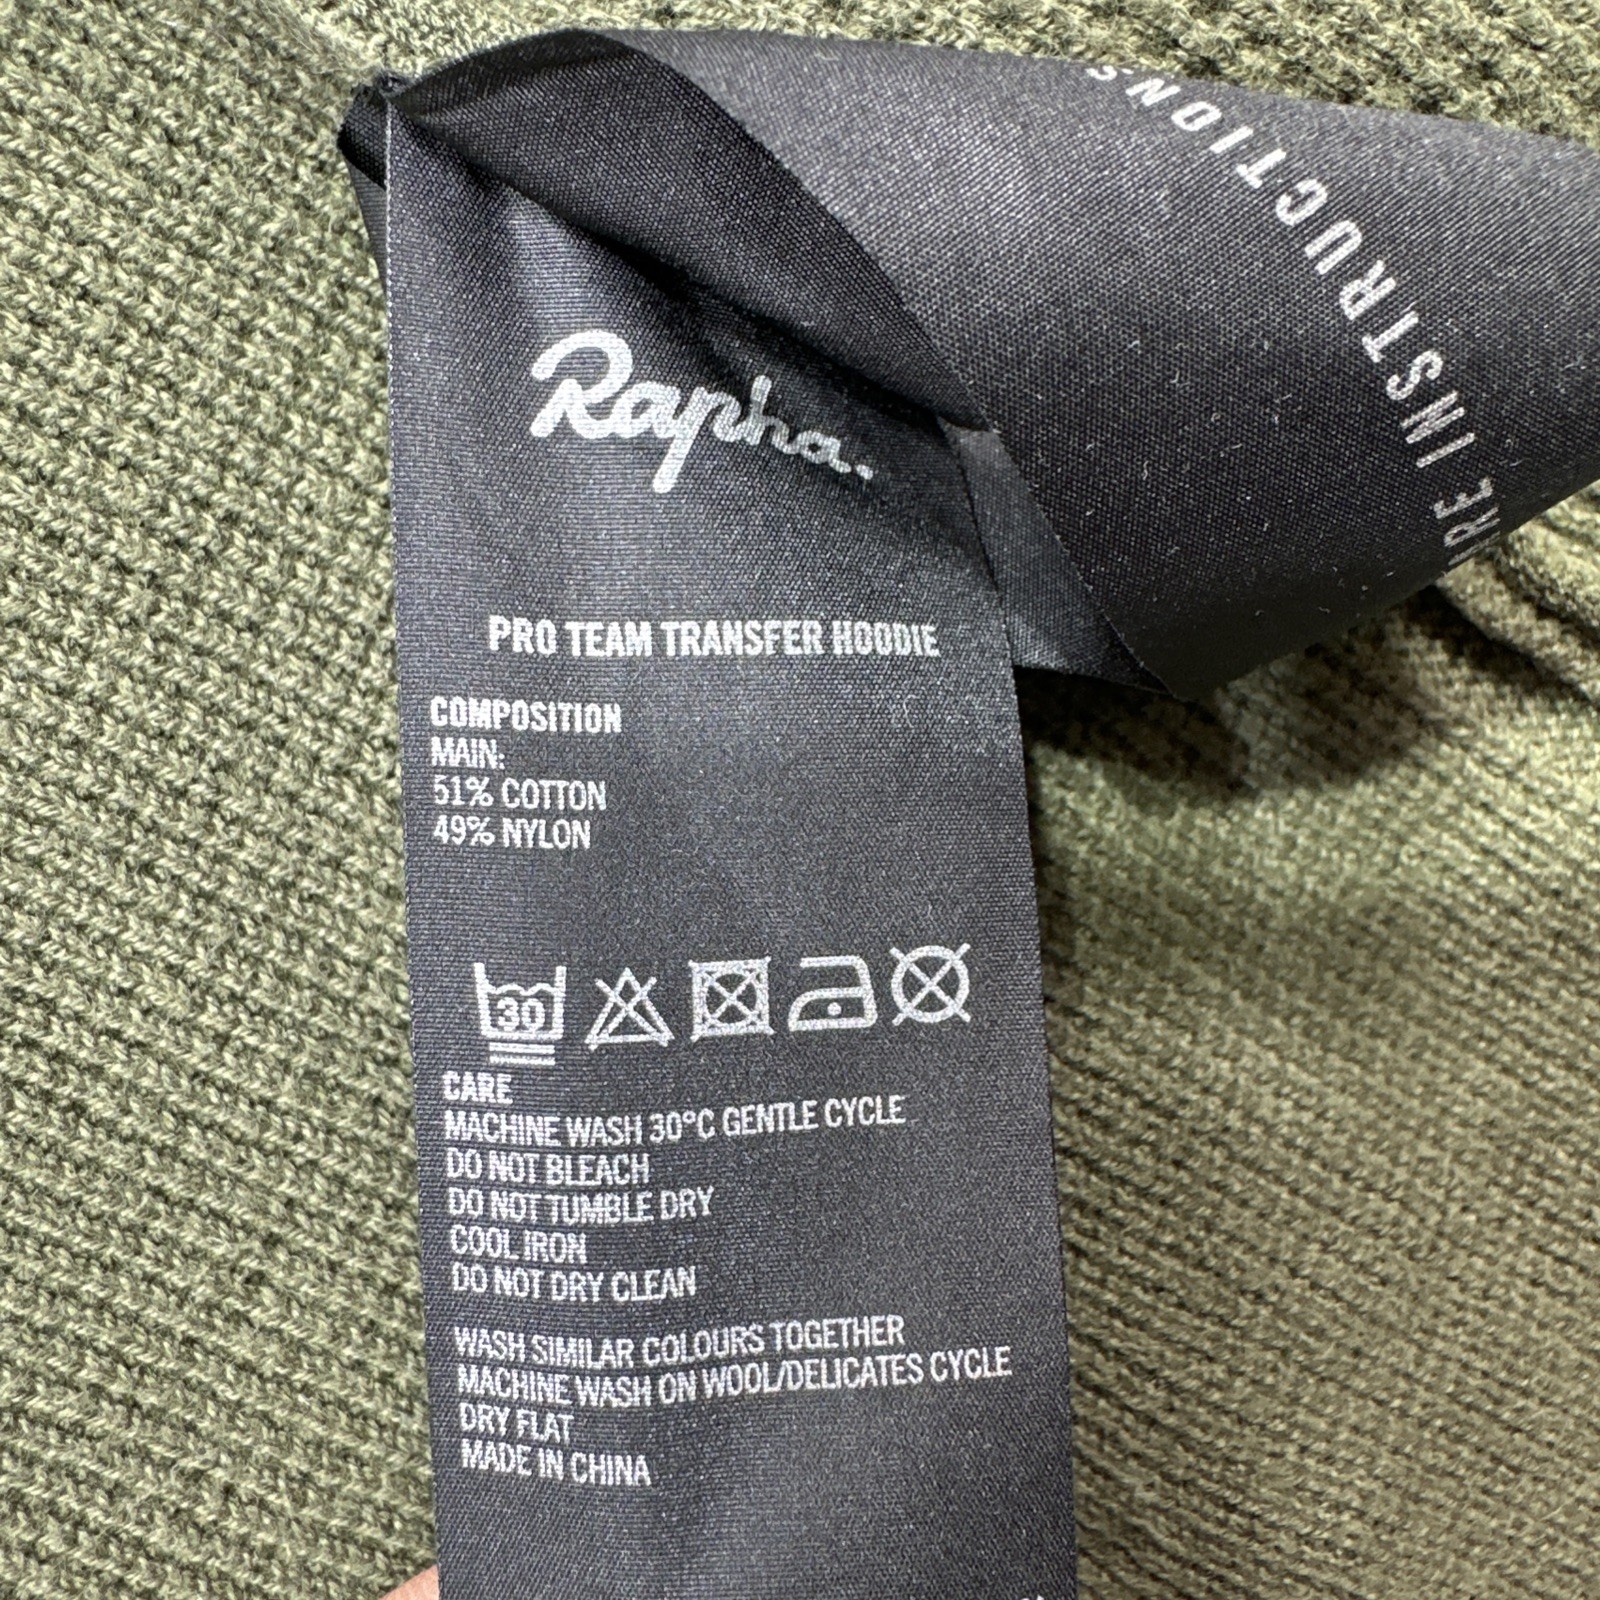 INSTRUCTIONS
Rapha.
PRO TEAM TRANSFER HOODIE
COMPOSITION
MAIN:
51% COTTON
49% NYLON
30
CARE
MACHINE WASH 30°C GENTLE CYCLE
DO NOT BLEACH
DO NOT TUMBLE DRY
COOL IRON
DO NOT DRY CLEAN
WASH SIMILAR COLOURS TOGETHER
MACHINE WASH ON WOOL/DELICATES CYCLE
DRY FLAT
MADE IN CHINA